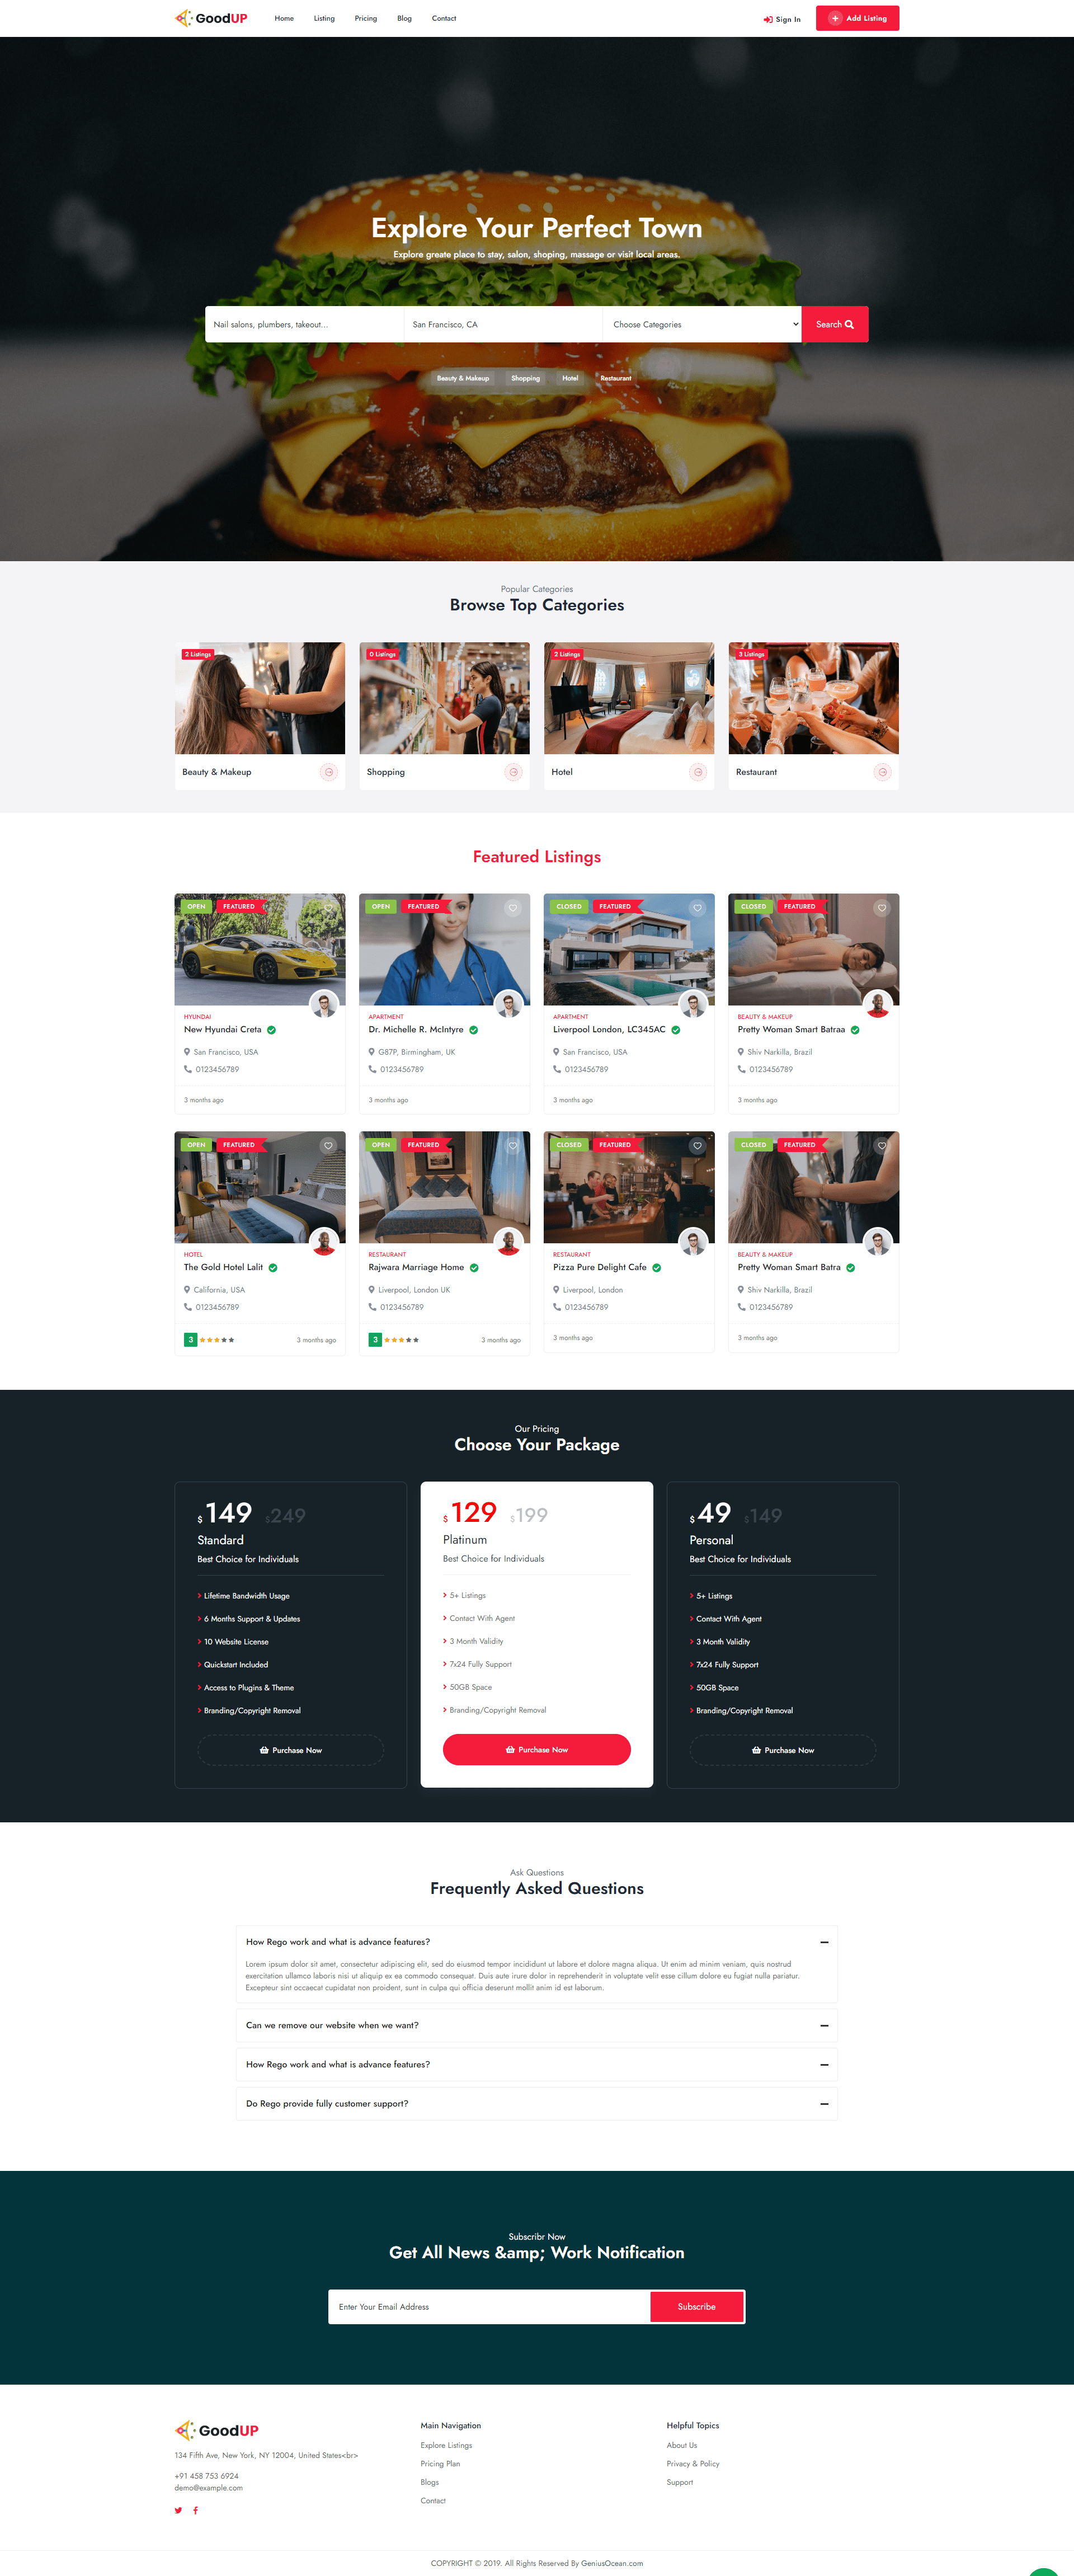 GoodUP
Home
Listing
Pricing
Blog
Contact
Sign In
Add Listing
Explore Your Perfect Town
Explore greate place to stay, salon, shoping, massage or visit local areas.
Nail salons, plumbers, takeout...
San Francisco, CA
Choose Categories
Search
Beauty & Makeup
Shopping
Hotel
Restaurant
Popular Categories
Browse Top Categories
2 Listings
0 Listings
2 Listings
3 Listings
Beauty & Makeup
Shopping
Hotel
Restaurant
Featured Listings
OPEN FEATURED
HYUNDAI
New Hyundai Creta
San Francisco, USA
0123456789
3 months ago
OPEN FEATURED
APARTMENT
Dr. Michelle R. McIntyre
G87P, Birmingham, UK
0123456789
3 months ago
CLOSED FEATURED
APARTMENT
Liverpool London, LC345AC
San Francisco, USA
0123456789
3 months ago
CLOSED FEATURED
BEAUTY & MAKEUP
Pretty Woman Smart Batraa
Shiv Narkilla, Brazil
0123456789
3 months ago
OPEN FEATURED
HOTEL
The Gold Hotel Lalit
California, USA
0123456789
3
3 months ago
OPEN FEATURED
RESTAURANT
Rajwara Marriage Home
Liverpool, London UK
0123456789
3
3 months ago
CLOSED FEATURED
RESTAURANT
Pizza Pure Delight Cafe
Liverpool, London
0123456789
3 months ago
CLOSED FEATURED
BEAUTY & MAKEUP
Pretty Woman Smart Batra
Shiv Narkilla, Brazil
0123456789
3 months ago
Our Pricing
Choose Your Package
$149 $249
Standard
Best Choice for Individuals
Lifetime Bandwidth Usage
6 Months Support & Updates
10 Website License
Quickstart Included
Access to Plugins & Theme
Branding/Copyright Removal
Purchase Now
$129 $199
Platinum
Best Choice for Individuals
5+ Listings
Contact With Agent
3 Month Validity
7x24 Fully Support
50GB Space
Branding/Copyright Removal
Purchase Now
$49 $149
Personal
Best Choice for Individuals
5+ Listings
Contact With Agent
3 Month Validity
7x24 Fully Support
50GB Space
Branding/Copyright Removal
Purchase Now
Ask Questions
Frequently Asked Questions
How Rego work and what is advance features?
Lorem ipsum dolor sit amet, consectetur adipiscing elit, sed do eiusmod tempor incididunt ut labore et dolore magna aliqua. Ut enim ad minim veniam, quis nostrud
exercitation ullamco laboris nisi ut aliquip ex ea commodo consequat. Duis aute irure dolor in reprehenderit in voluptate velit esse cillum dolore eu fugiat nulla pariatur.
Excepteur sint occaecat cupidatat non proident, sunt in culpa qui officia deserunt mollit anim id est laborum.
Can we remove our website when we want?
How Rego work and what is advance features?
Do Rego provide fully customer support?
Subscribr Now
Get All News &amp; Work Notification
Enter Your Email Address
Subscribe
GoodUP
134 Fifth Ave, New York, NY 12004, United States<br>
+91 458 753 6924
demo@example.com
Main Navigation
Explore Listings
Pricing Plan
Blogs
Contact
Helpful Topics
About Us
Privacy & Policy
Support
COPYRIGHT © 2019. All Rights Reserved By GeniusOcean.com